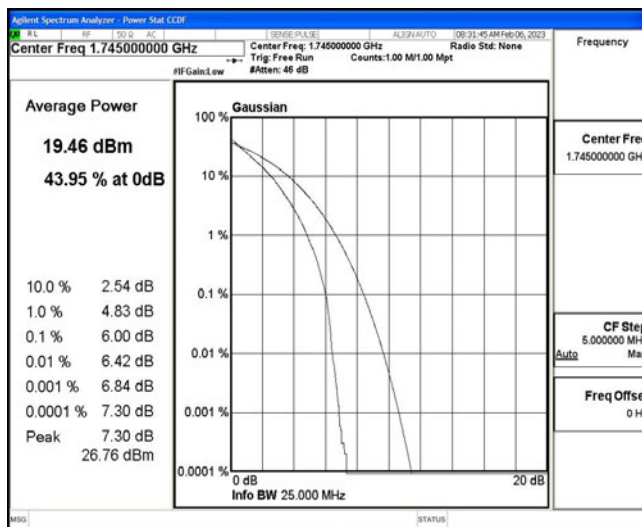 Agilent Spectrum Analyzer - Power Stat CCDF
RL RF 50 Ω AC SENSE:PULSE ALIGN AUTO 08:31:45 AM Feb 06, 2023
Center Freq 1.745000000 GHz
Center Freq: 1.745000000 GHz Radio Std: None
Trig: Free Run Counts:1.00 M/1.00 Mpt
#IFGain:Low #Atten: 46 dB
Frequency
Average Power
19.46 dBm
43.95 % at 0dB
10.0 % 2.54 dB
1.0 % 4.83 dB
0.1 % 6.00 dB
0.01 % 6.42 dB
0.001 % 6.84 dB
0.0001 % 7.30 dB
Peak 7.30 dB
26.76 dBm
Gaussian
100 %
10 %
1 %
0.1 %
0.01 %
0.001 %
0.0001 %
0 dB 20 dB
Info BW 25.000 MHz
Center Fre
1.745000000 GH
CF Step
5.000000 MH
Auto Ma
Freq Offse
0 H
MSG STATUS